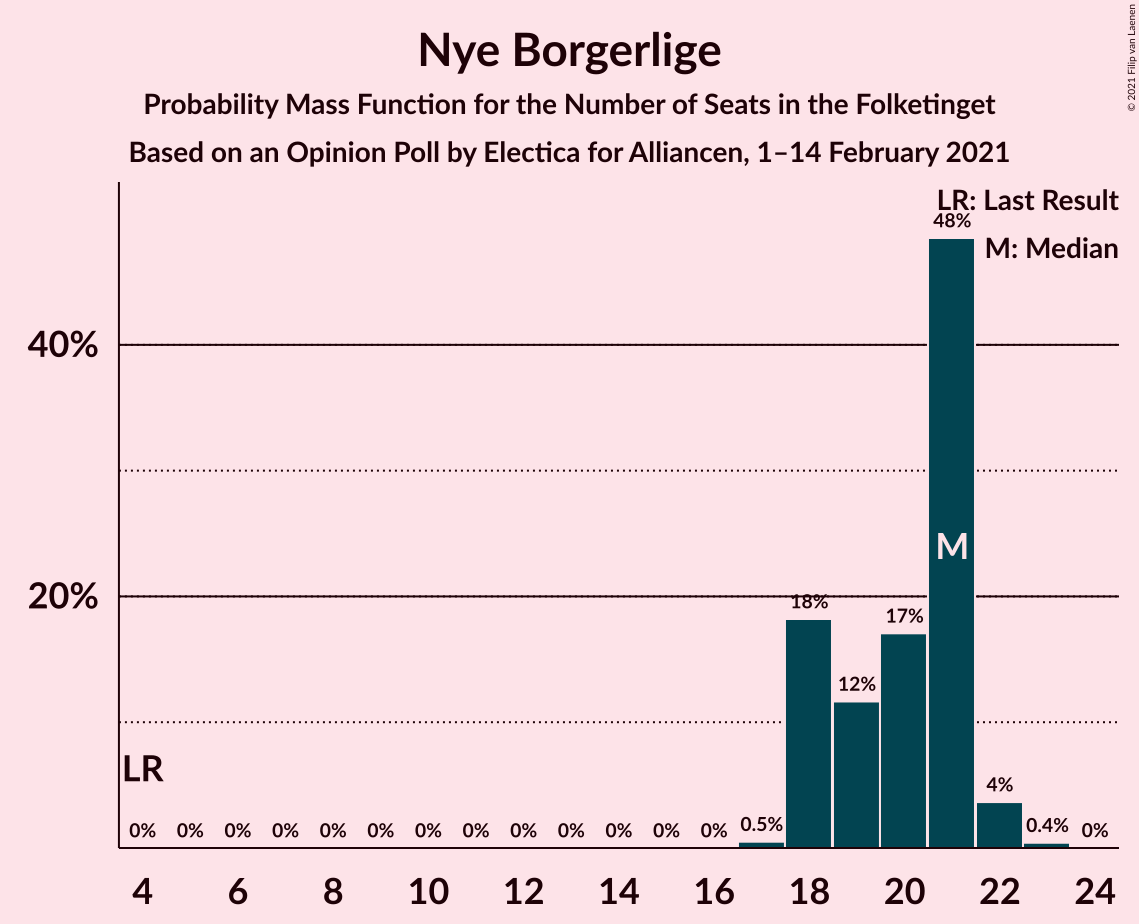 Nye Borgerlige
Probability Mass Function for the Number of Seats in the Folketinget
Based on an Opinion Poll by Electica for Alliancen, 1–14 February 2021
© 2021 Filip van Laenen
LR: Last Result
48%
M: Median
40%
M
20%
18%
17%
12%
LR
4%
0% 0% 0% 0% 0% 0% 0% 0% 0% 0% 0% 0% 0% 0.5% 0.4% 0%
4 6 8 10 12 14 16 18 20 22 24